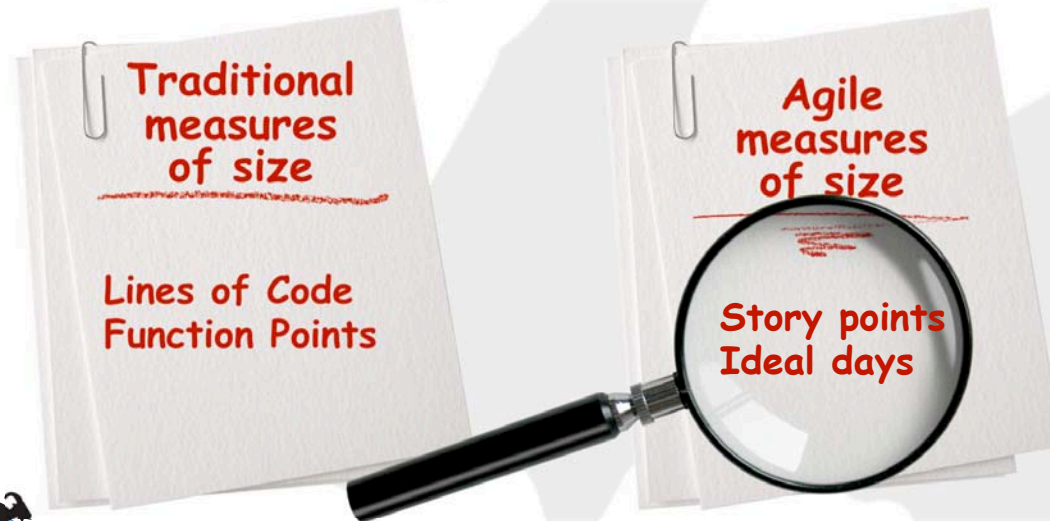 Traditional
measures
of size
Lines of Code
Function Points
Agile
measures
of size
Story points
Ideal days